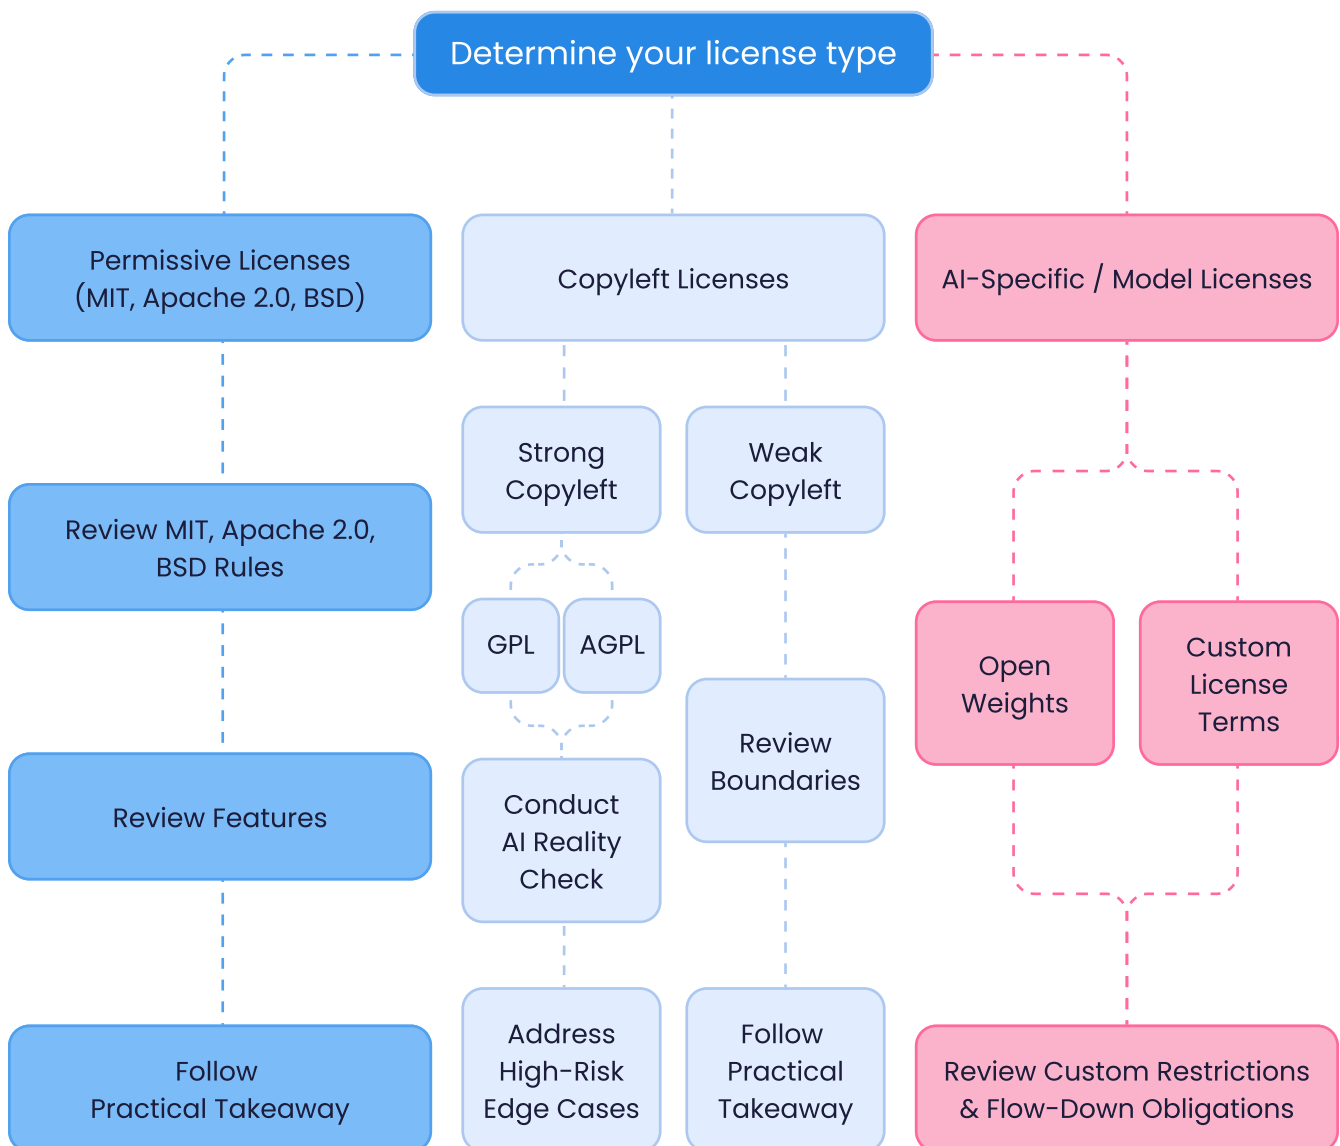 Determine your license type
Permissive Licenses
(MIT, Apache 2.0, BSD)
Review MIT, Apache 2.0,
BSD Rules
Review Features
Follow
Practical Takeaway
Copyleft Licenses
Strong
Copyleft
GPL
AGPL
Conduct
AI Reality
Check
Address
High-Risk
Edge Cases
Weak
Copyleft
Review
Boundaries
Follow
Practical
Takeaway
AI-Specific / Model Licenses
Open
Weights
Custom
License
Terms
Review Custom Restrictions
& Flow-Down Obligations